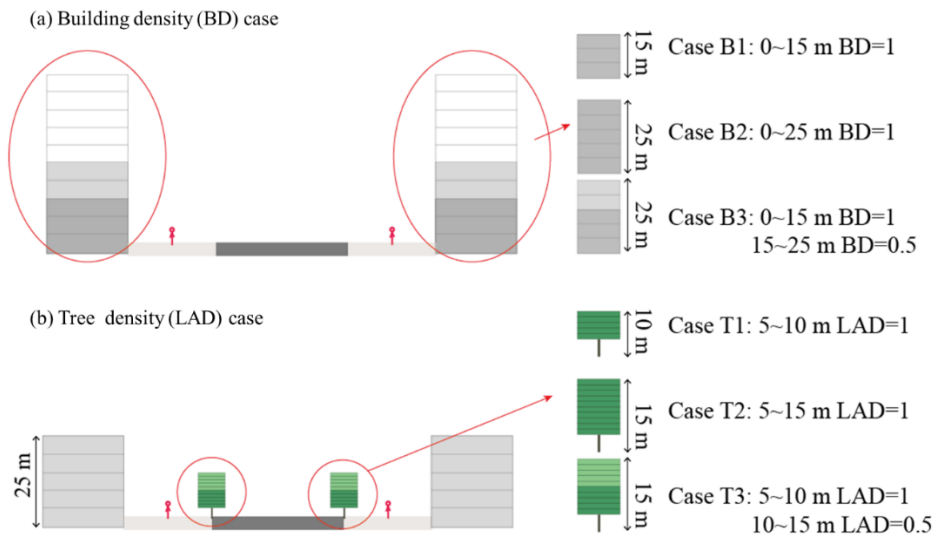 (a) Building density (BD) case
15 m
Case B1: 0~15 m BD=1
25 m
Case B2: 0~25 m BD=1
25 m
Case B3: 0~15 m BD=1
15~25 m BD=0.5
(b) Tree density (LAD) case
10 m
Case T1: 5~10 m LAD=1
15 m
Case T2: 5~15 m LAD=1
25 m
15 m
Case T3: 5~10 m LAD=1
10~15 m LAD=0.5